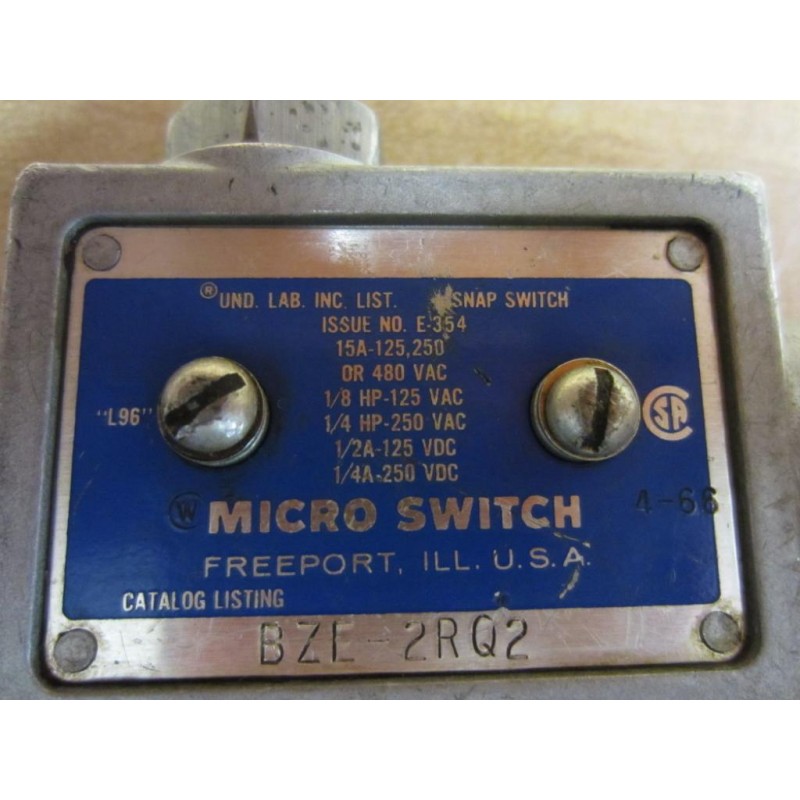 ® UND. LAB. INC. LIST. SNAP SWITCH
ISSUE NO. E-354
15A-125,250
OR 480 VAC
1/8 HP-125 VAC
"L96" 1/4 HP-250 VAC SA
1/2A-125 VDC
1/4A-250 VDC
W MICRO SWITCH 4-66
FREEPORT, ILL. U.S.A.
CATALOG LISTING
BZE-2RQ2